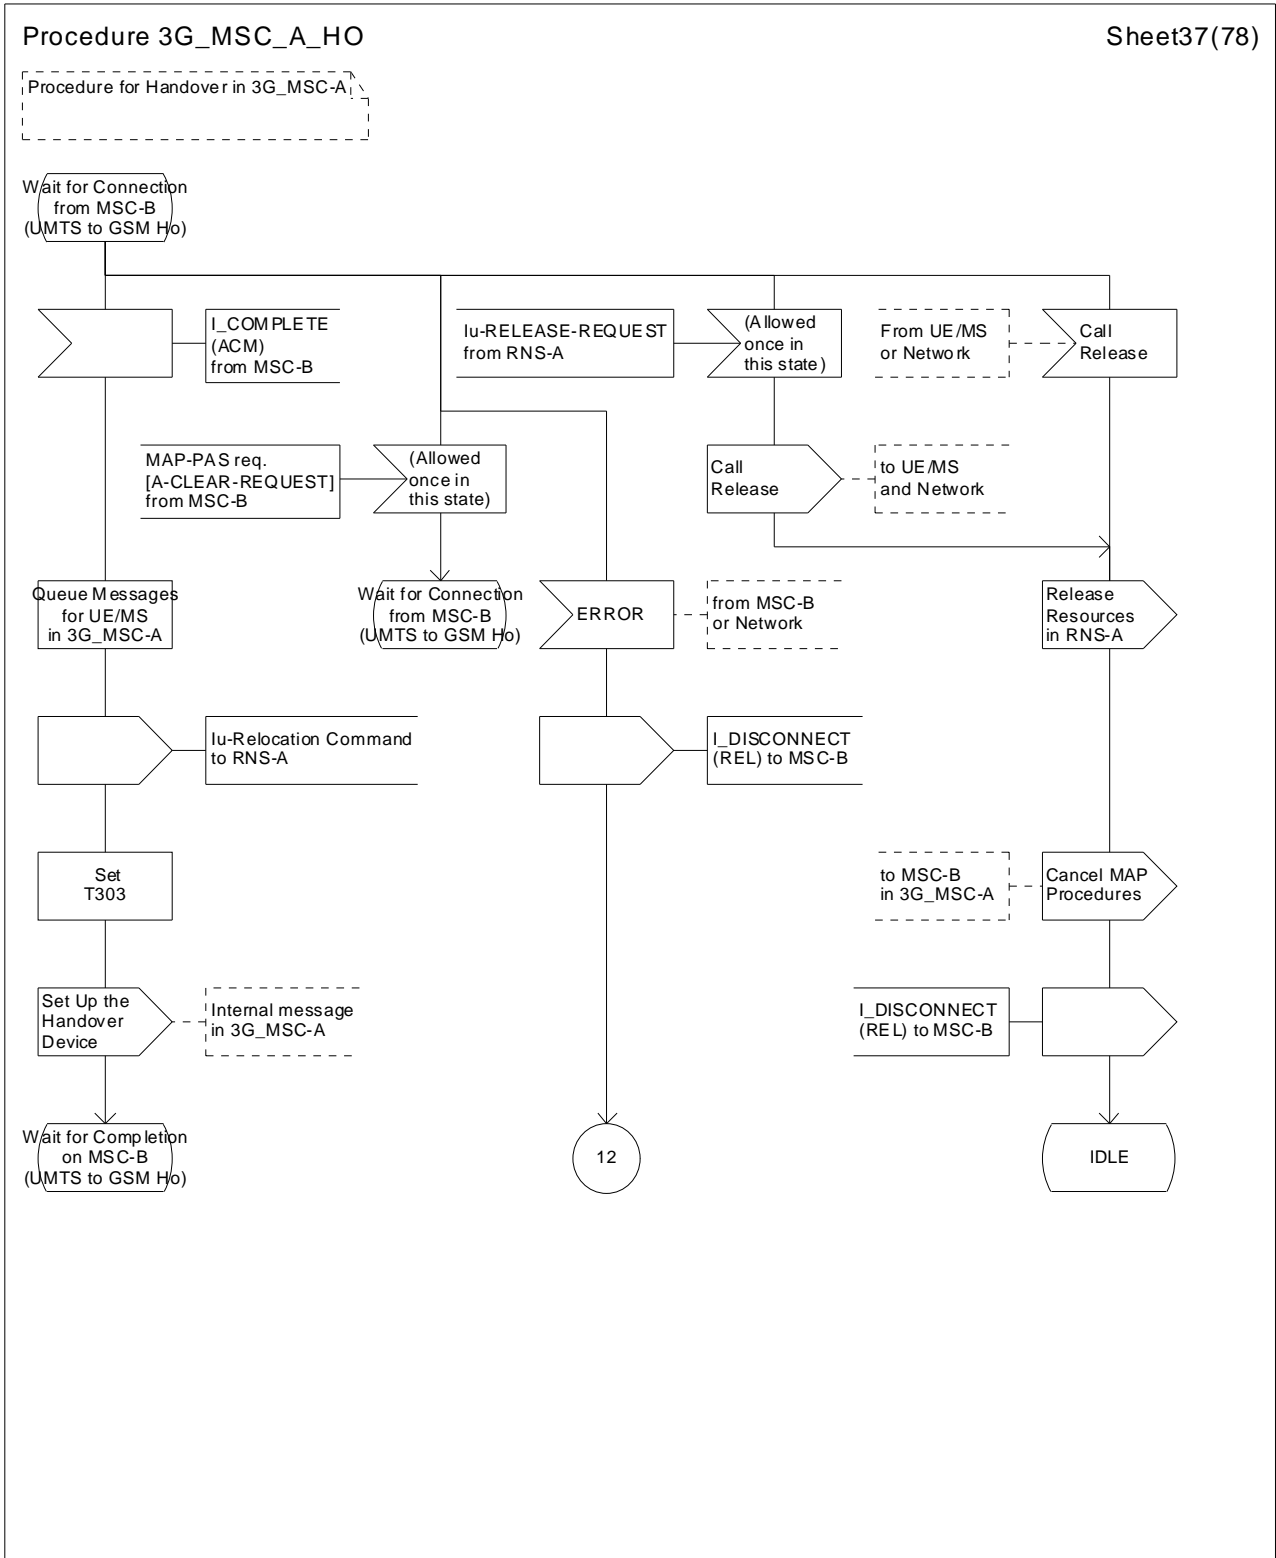 Procedure 3G_MSC_A_HO
Sheet37(78)
Procedure for Handover in 3G_MSC-A
Wait for Connection
from MSC-B
(UMTS to GSM Ho)
I_COMPLETE
(ACM)
from MSC-B
Iu-RELEASE-REQUEST
from RNS-A
(Allowed
once in
this state)
From UE/MS
or Network
Call
Release
MAP-PAS req.
[A-CLEAR-REQUEST]
from MSC-B
(Allowed
once in
this state)
Call
Release
to UE/MS
and Network
Queue Messages
for UE/MS
in 3G_MSC-A
Wait for Connection
from MSC-B
(UMTS to GSM Ho)
ERROR
from MSC-B
or Network
Release
Resources
in RNS-A
Iu-Relocation Command
to RNS-A
I_DISCONNECT
(REL) to MSC-B
Set
T303
to MSC-B
in 3G_MSC-A
Cancel MAP
Procedures
Set Up the
Handover
Device
Internal message
in 3G_MSC-A
I_DISCONNECT
(REL) to MSC-B
Wait for Completion
on MSC-B
(UMTS to GSM Ho)
12
IDLE